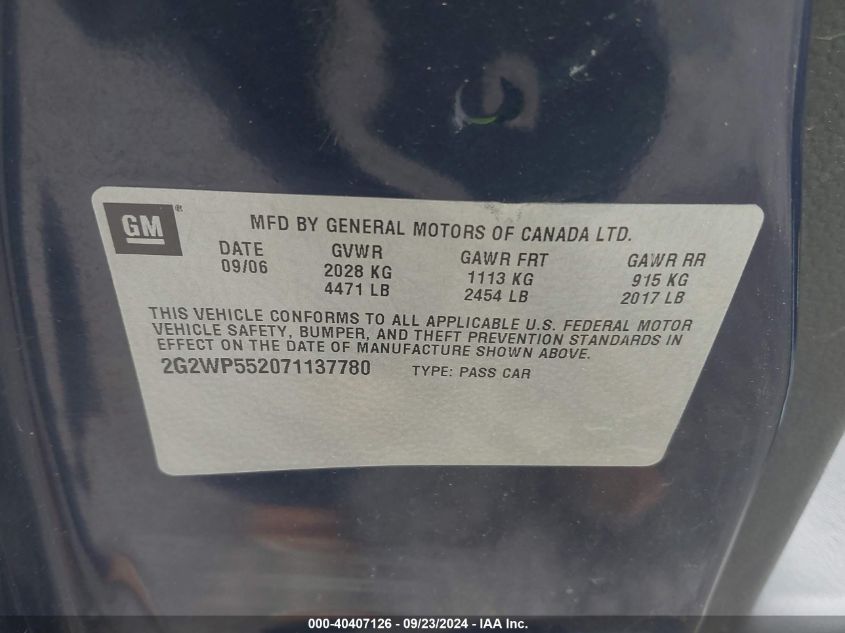 GM®
MFD BY GENERAL MOTORS OF CANADA LTD.
DATE GVWR GAWR FRT GAWR RR
09/06 2028 KG 1113 KG 915 KG
4471 LB 2454 LB 2017 LB
THIS VEHICLE CONFORMS TO ALL APPLICABLE U.S. FEDERAL MOTOR
VEHICLE SAFETY, BUMPER, AND THEFT PREVENTION STANDARDS IN
EFFECT ON THE DATE OF MANUFACTURE SHOWN ABOVE.
2G2WP552071137780 TYPE: PASS CAR
000-40407126 - 09/23/2024 - IAA Inc.